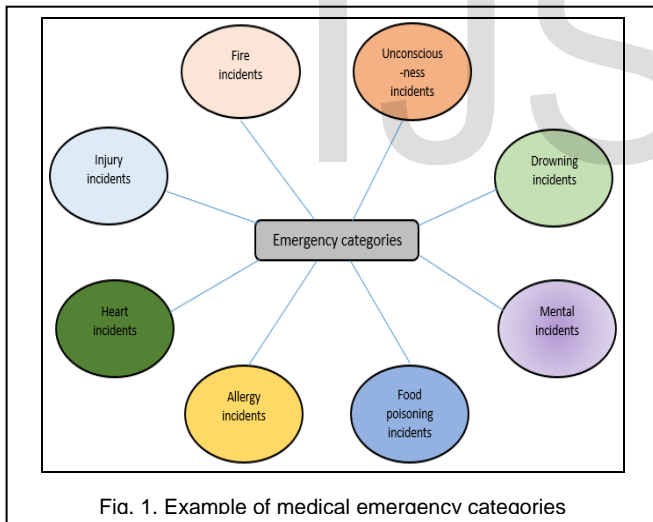 IJS
Fire
incidents
Unconscious
-ness
incidents
Injury
incidents
Drowning
incidents
Emergency categories
Heart
incidents
Mental
incidents
Allergy
incidents
Food
poisoning
incidents
Fig. 1. Example of medical emergency categories